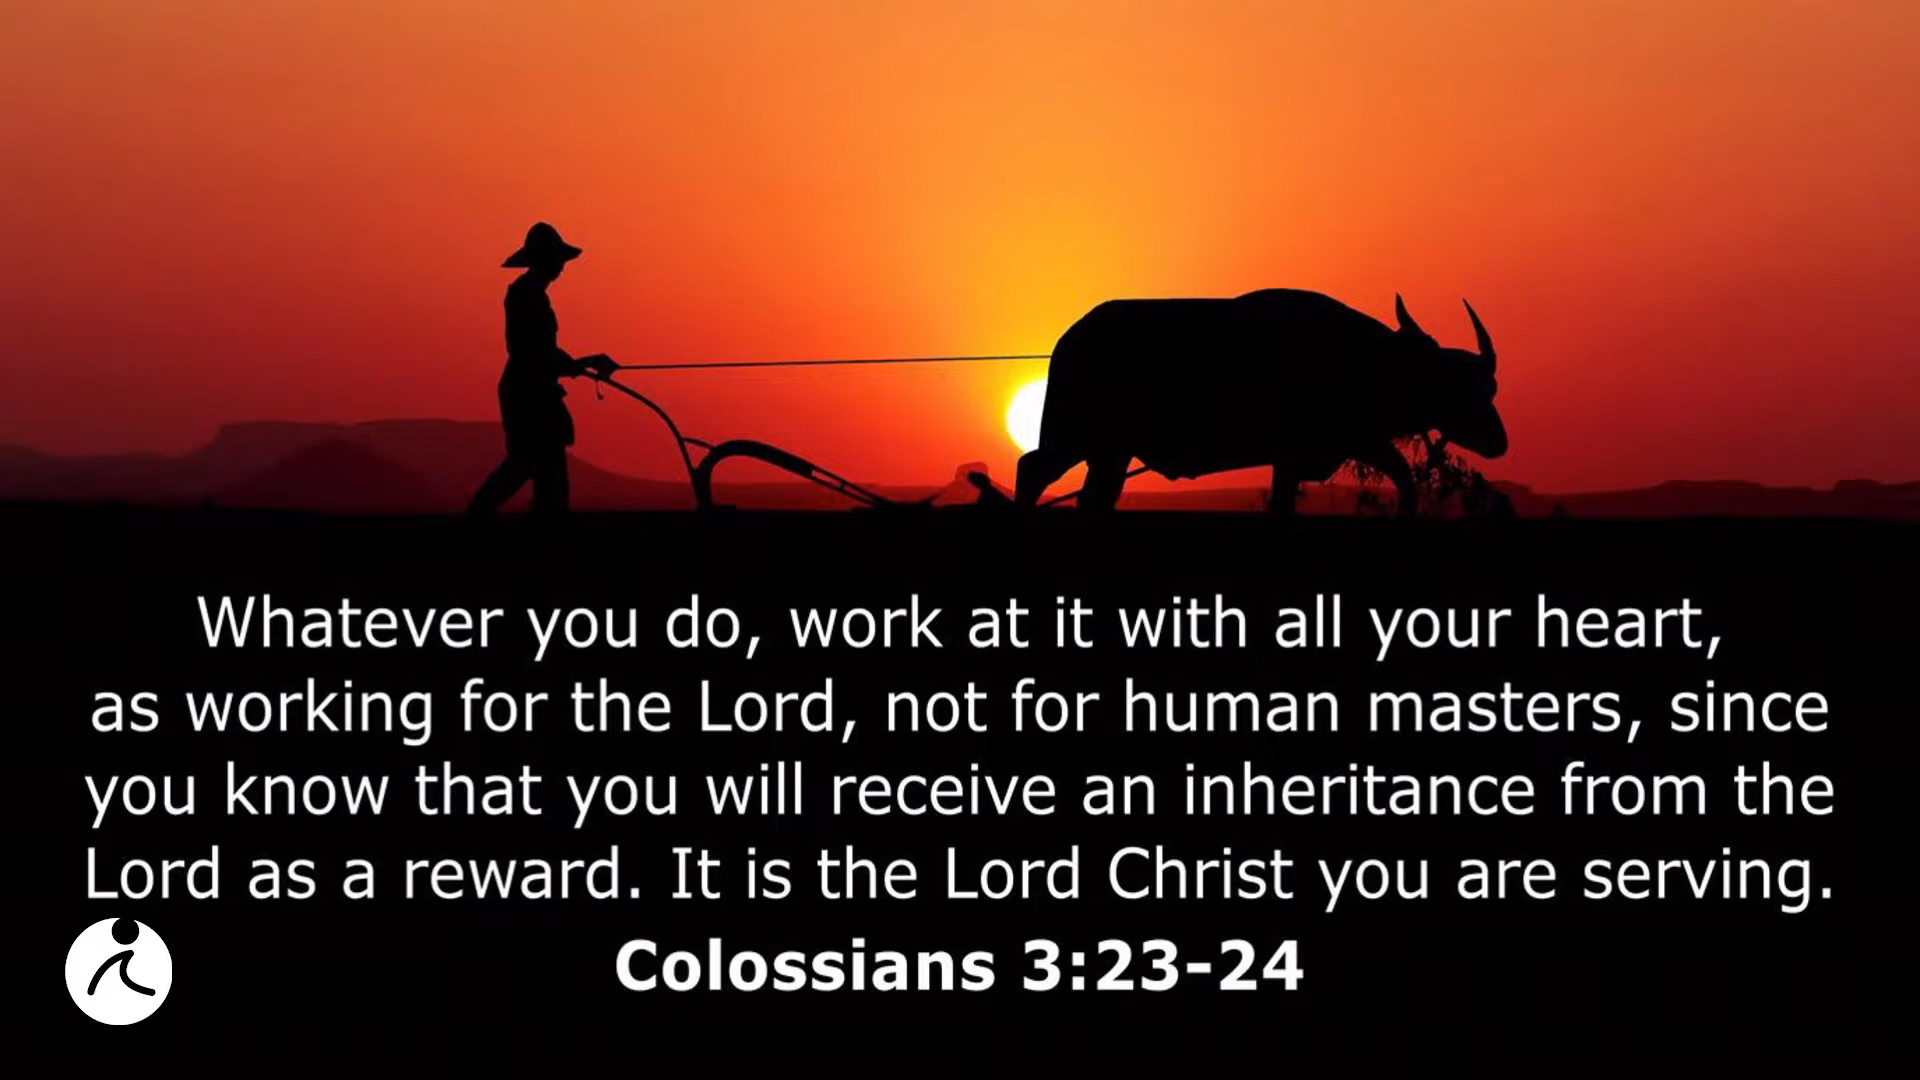 Whatever you do, work at it with all your heart,
as working for the Lord, not for human masters, since
you know that you will receive an inheritance from the
Lord as a reward. It is the Lord Christ you are serving.
Colossians 3:23-24